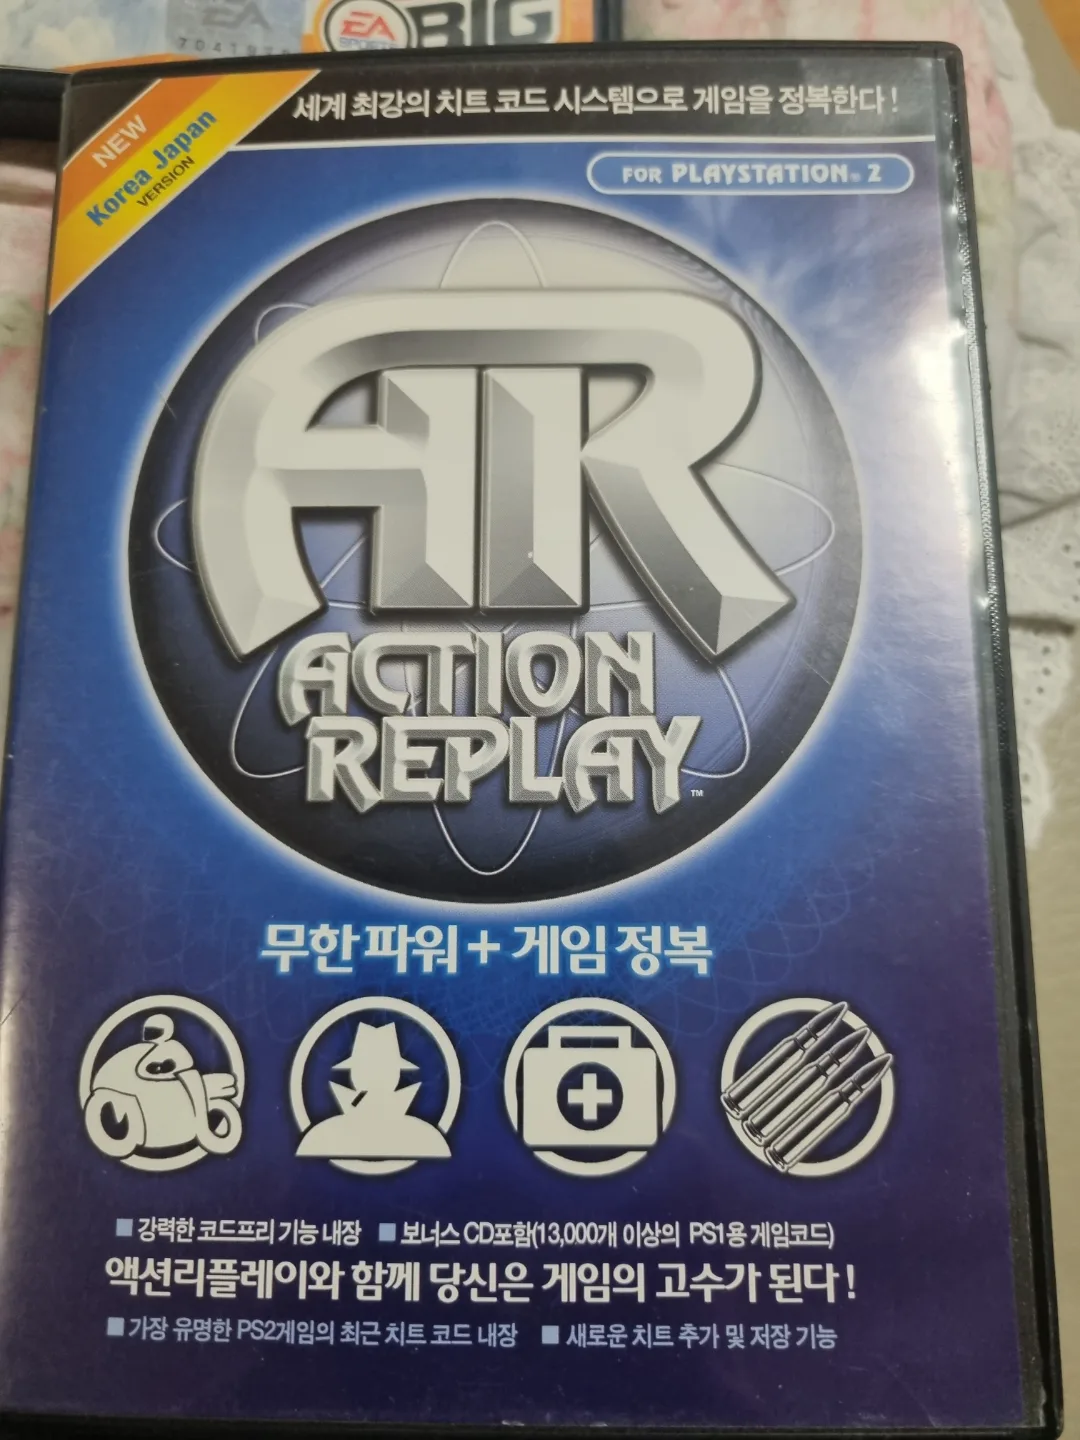 EA
EA
SPORTS
BIG
NEW
Korea Japan
VERSION
세계 최강의 치트 코드 시스템으로 게임을 정복한다!
FOR PLAYSTATION® 2
AR
ACTION
REPLAY™
무한 파워 + 게임 정복
■ 강력한 코드프리 기능 내장 ■ 보너스 CD포함(13,000개 이상의 PS1용 게임코드)
액션리플레이와 함께 당신은 게임의 고수가 된다!
■ 가장 유명한 PS2게임의 최근 치트 코드 내장 ■ 새로운 치트 추가 및 저장 기능